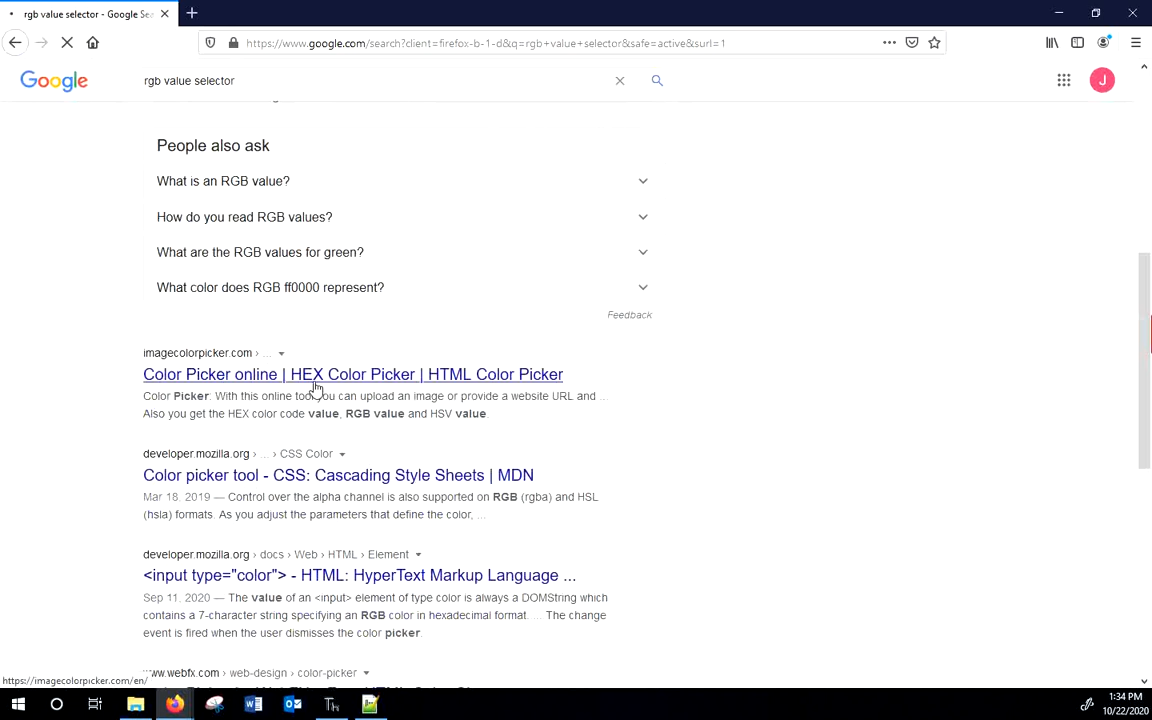 rgb value selector - Google Sea
https://www.google.com/search?client=firefox-b-1-d&q=rgb+value+selector&safe=active&surl=1
Google
rgb value selector
J
People also ask
What is an RGB value?
How do you read RGB values?
What are the RGB values for green?
What color does RGB ff0000 represent?
Feedback
imagecolorpicker.com › ...
Color Picker online | HEX Color Picker | HTML Color Picker
Color Picker: With this online tool you can upload an image or provide a website URL and ...
Also you get the HEX color code value, RGB value and HSV value.
developer.mozilla.org › ... › CSS Color
Color picker tool - CSS: Cascading Style Sheets | MDN
Mar 18, 2019 — Control over the alpha channel is also supported on RGB (rgba) and HSL
(hsla) formats. As you adjust the parameters that define the color, ...
developer.mozilla.org › docs › Web › HTML › Element
<input type="color"> - HTML: HyperText Markup Language ...
Sep 11, 2020 — The value of an <input> element of type color is always a DOMString which
contains a 7-character string specifying an RGB color in hexadecimal format. ... The change
event is fired when the user dismisses the color picker.
www.webfx.com › web-design › color-picker
https://imagecolorpicker.com/en/
1:34 PM
10/22/2020